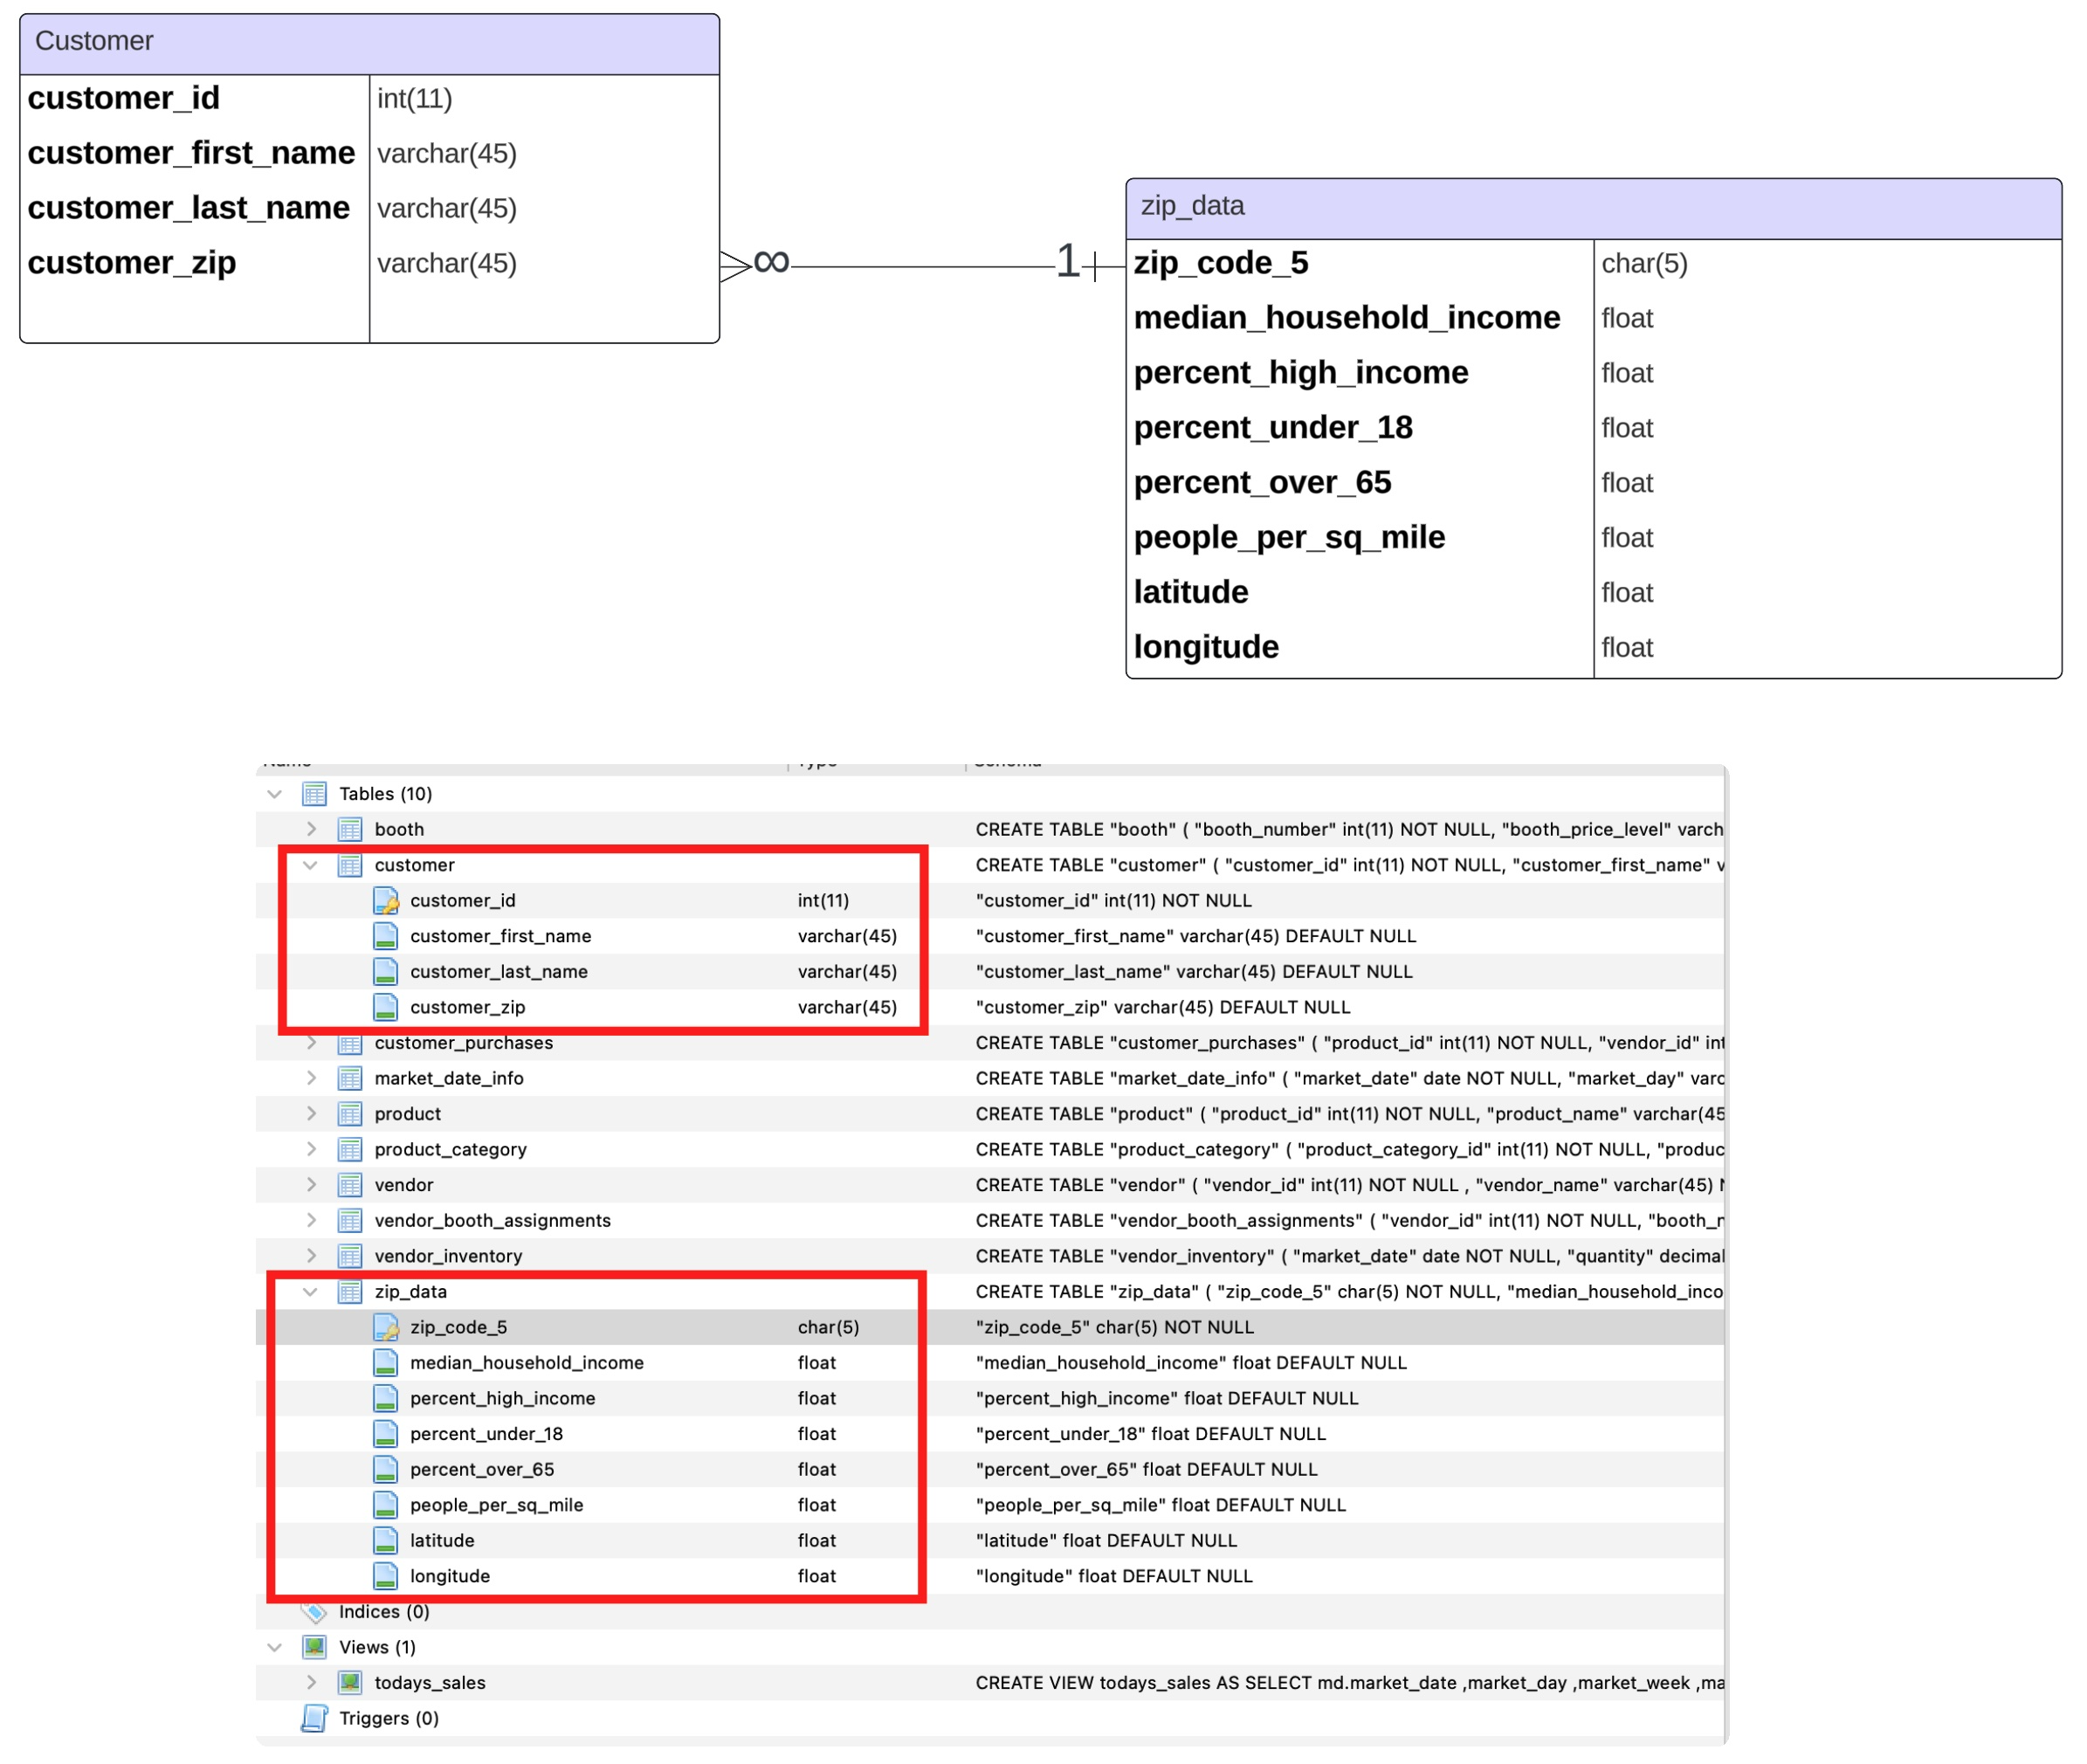 Customer
customer_id int(11)
customer_first_name varchar(45)
customer_last_name varchar(45)
customer_zip varchar(45)
∞ 1
zip_data
zip_code_5 char(5)
median_household_income float
percent_high_income float
percent_under_18 float
percent_over_65 float
people_per_sq_mile float
latitude float
longitude float
Name Type Schema
Tables (10)
booth CREATE TABLE "booth" ( "booth_number" int(11) NOT NULL, "booth_price_level" varch
customer CREATE TABLE "customer" ( "customer_id" int(11) NOT NULL, "customer_first_name" v
customer_id int(11) "customer_id" int(11) NOT NULL
customer_first_name varchar(45) "customer_first_name" varchar(45) DEFAULT NULL
customer_last_name varchar(45) "customer_last_name" varchar(45) DEFAULT NULL
customer_zip varchar(45) "customer_zip" varchar(45) DEFAULT NULL
customer_purchases CREATE TABLE "customer_purchases" ( "product_id" int(11) NOT NULL, "vendor_id" int
market_date_info CREATE TABLE "market_date_info" ( "market_date" date NOT NULL, "market_day" varc
product CREATE TABLE "product" ( "product_id" int(11) NOT NULL, "product_name" varchar(45
product_category CREATE TABLE "product_category" ( "product_category_id" int(11) NOT NULL, "produc
vendor CREATE TABLE "vendor" ( "vendor_id" int(11) NOT NULL , "vendor_name" varchar(45) N
vendor_booth_assignments CREATE TABLE "vendor_booth_assignments" ( "vendor_id" int(11) NOT NULL, "booth_n
vendor_inventory CREATE TABLE "vendor_inventory" ( "market_date" date NOT NULL, "quantity" decimal
zip_data CREATE TABLE "zip_data" ( "zip_code_5" char(5) NOT NULL, "median_household_inco
zip_code_5 char(5) "zip_code_5" char(5) NOT NULL
median_household_income float "median_household_income" float DEFAULT NULL
percent_high_income float "percent_high_income" float DEFAULT NULL
percent_under_18 float "percent_under_18" float DEFAULT NULL
percent_over_65 float "percent_over_65" float DEFAULT NULL
people_per_sq_mile float "people_per_sq_mile" float DEFAULT NULL
latitude float "latitude" float DEFAULT NULL
longitude float "longitude" float DEFAULT NULL
Indices (0)
Views (1)
todays_sales CREATE VIEW todays_sales AS SELECT md.market_date ,market_day ,market_week ,ma
Triggers (0)